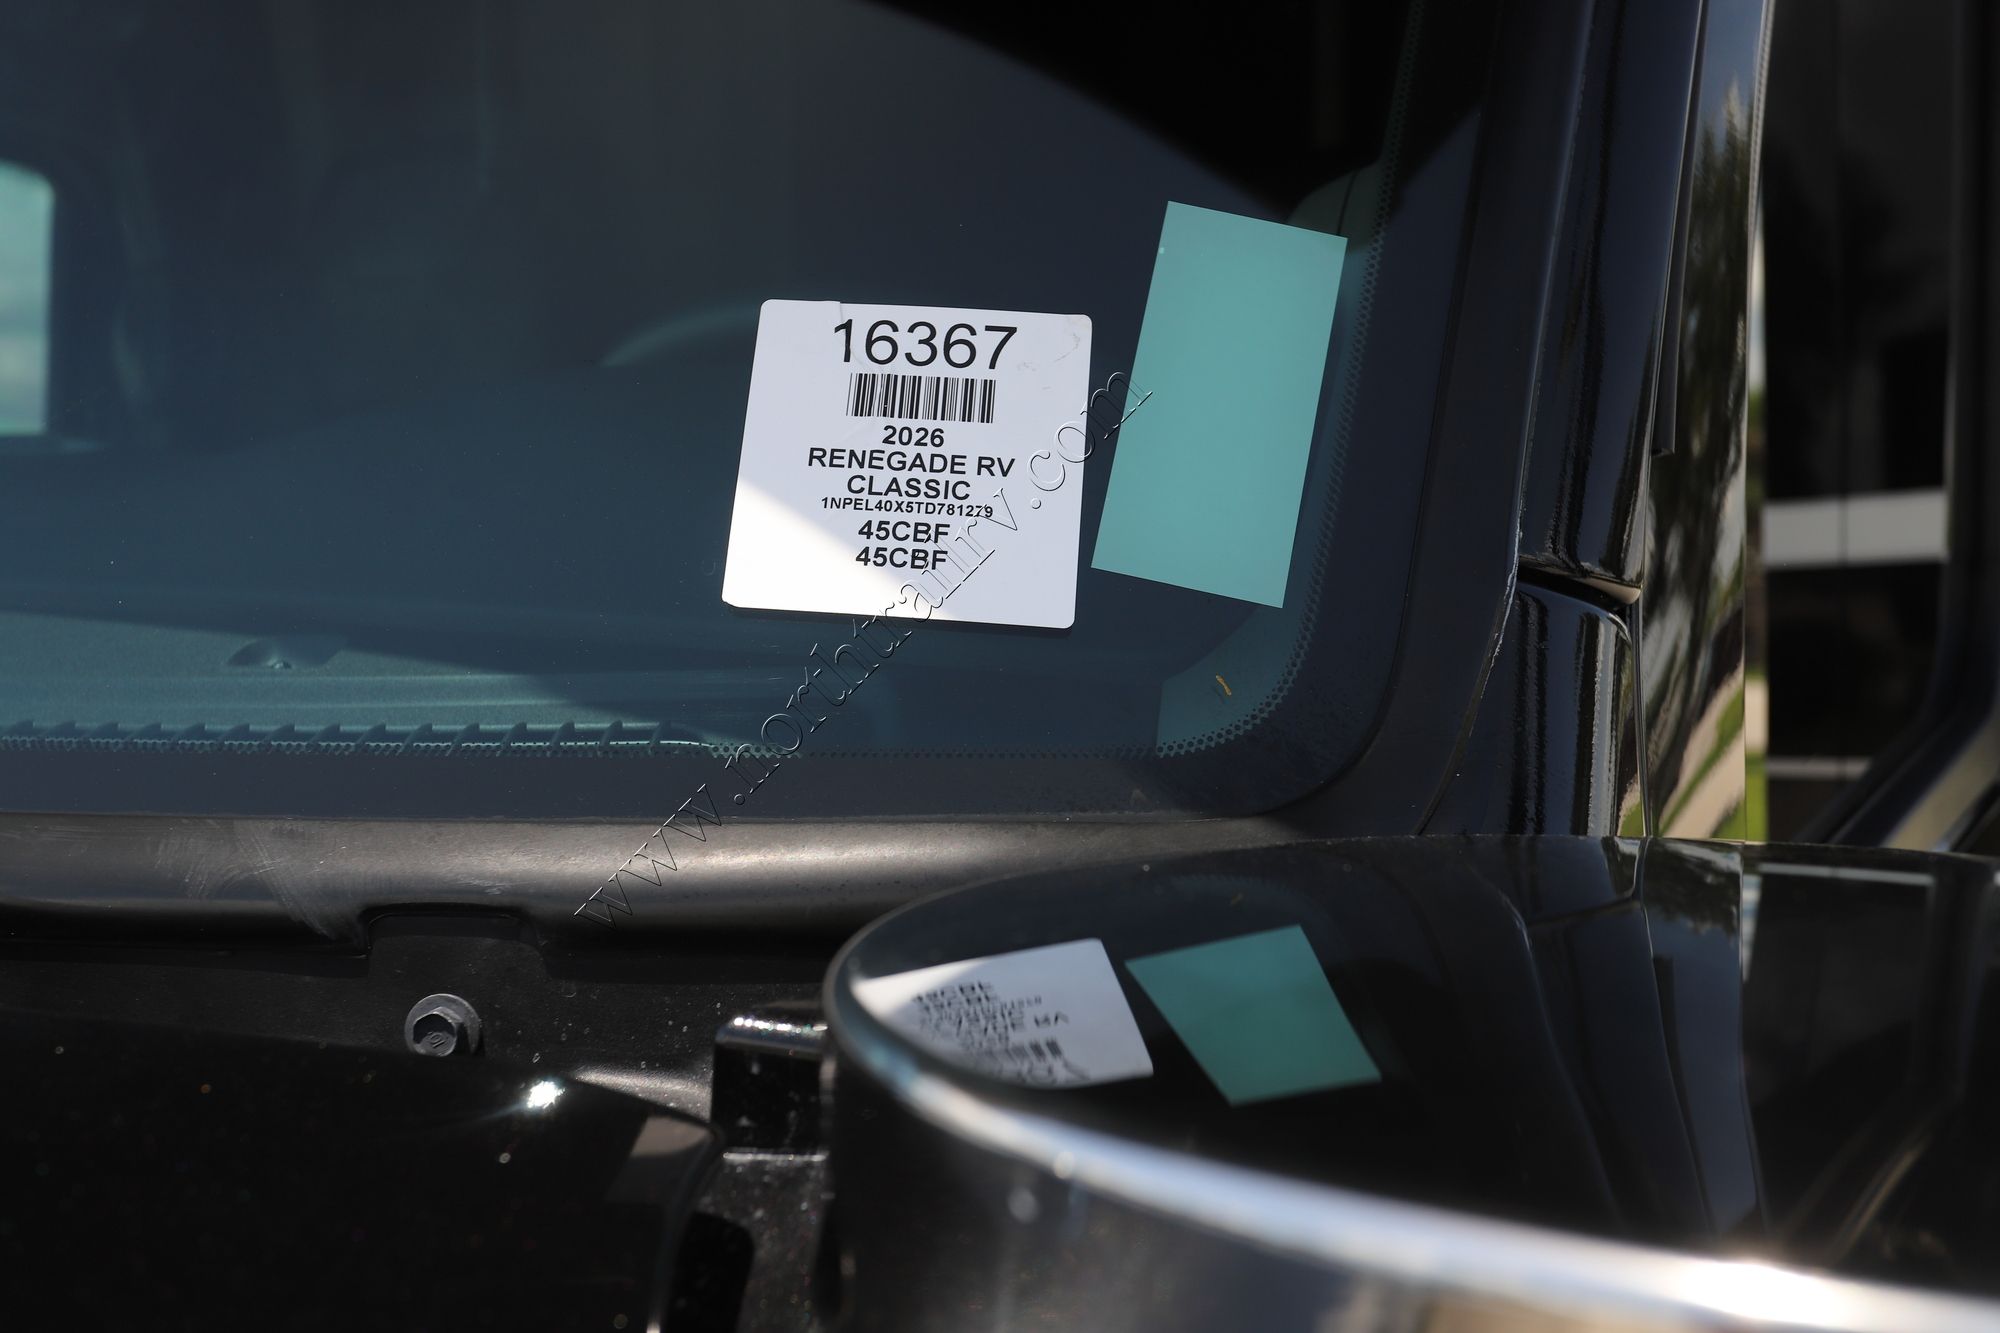 16367
2026
RENEGADE RV
CLASSIC
1NPEL40X5TD781279
45CBF
45CBF
www.northtrailrv.com